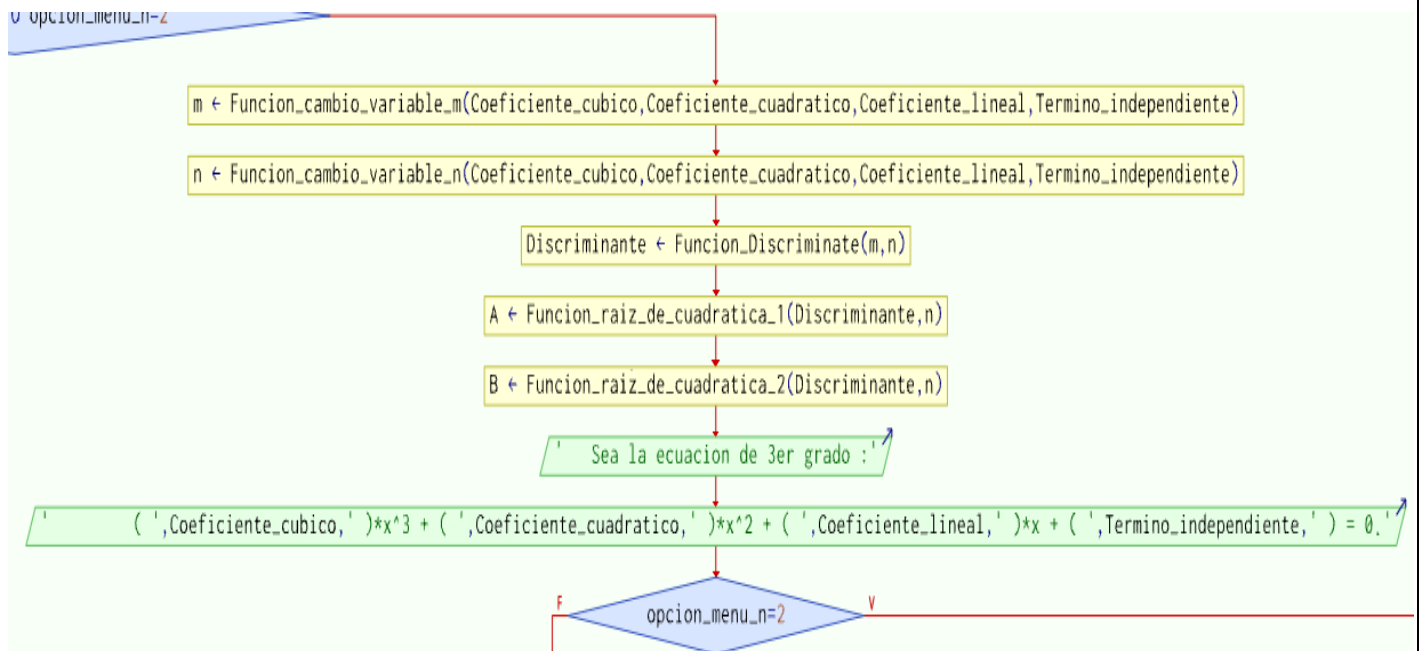 O opcion_menu_n=2
m ← Funcion_cambio_variable_m(Coeficiente_cubico,Coeficiente_cuadratico,Coeficiente_lineal,Termino_independiente)
n ← Funcion_cambio_variable_n(Coeficiente_cubico,Coeficiente_cuadratico,Coeficiente_lineal,Termino_independiente)
Discriminante ← Funcion_Discriminate(m,n)
A ← Funcion_raiz_de_cuadratica_1(Discriminante,n)
B ← Funcion_raiz_de_cuadratica_2(Discriminante,n)
'   Sea la ecuacion de 3er grado :'
'        ( ',Coeficiente_cubico,' )*x^3 + ( ',Coeficiente_cuadratico,' )*x^2 + ( ',Coeficiente_lineal,' )*x + ( ',Termino_independiente,' ) = 0.'
F opcion_menu_n=2 V